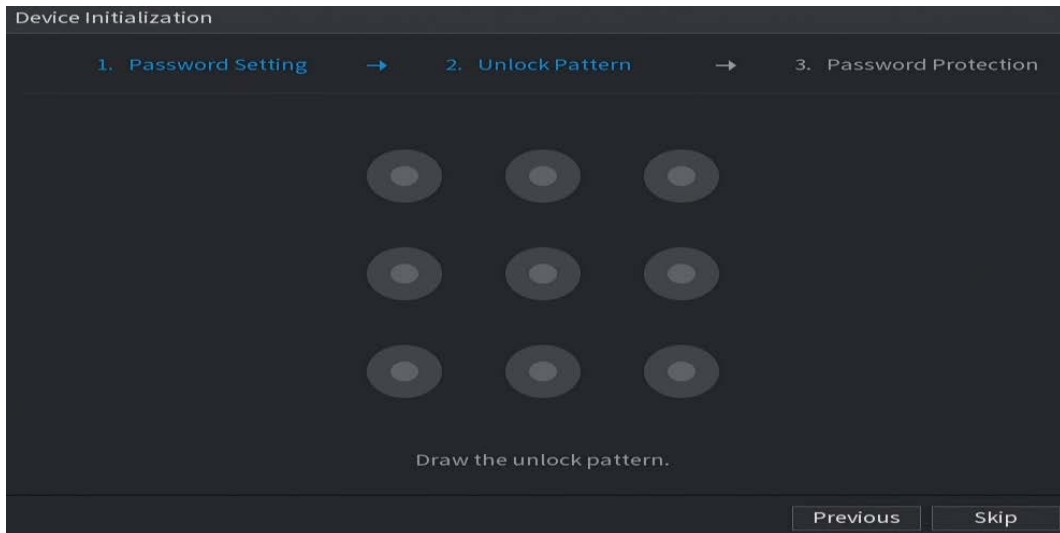 Device Initialization
1. Password Setting → 2. Unlock Pattern → 3. Password Protection
Draw the unlock pattern.
Previous Skip